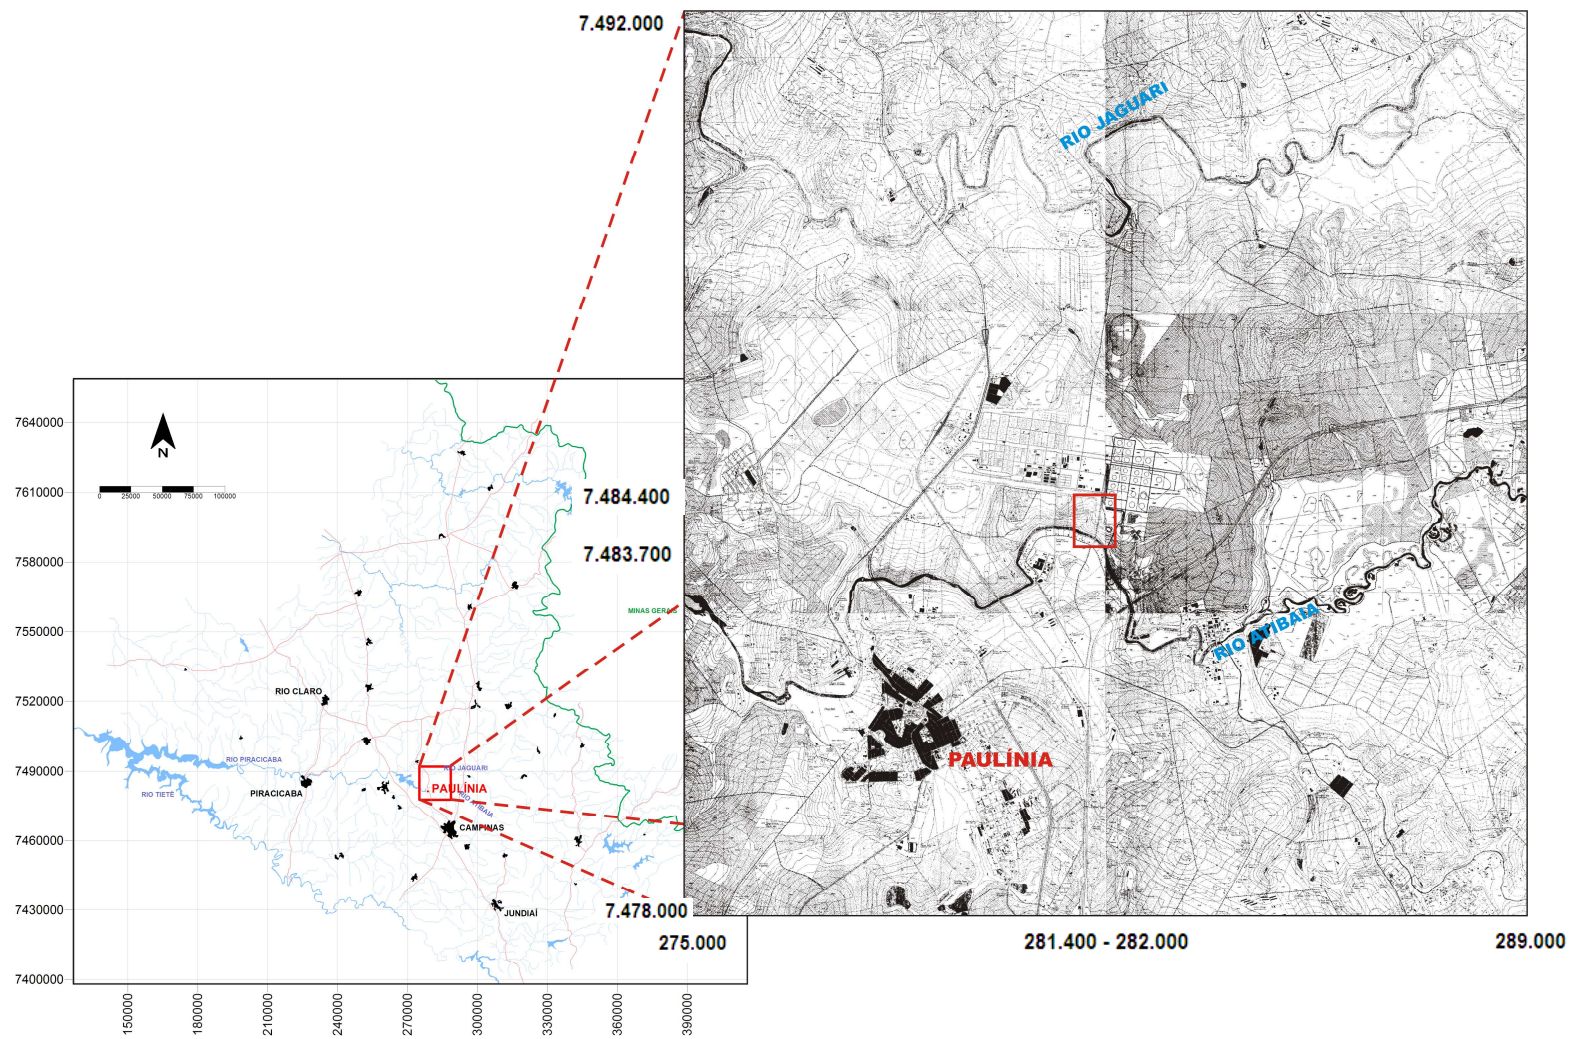 7.492.000
RIO JAGUARI
7640000
N
0 25000 50000 75000 100000
7610000
7.484.400
7580000
7.483.700
7550000
MINAS GERAIS
RIO ATIBAIA
RIO CLARO
7520000
PAULÍNIA
RIO PIRACICABA
RIO JAGUARI
7490000
RIO TIETÊ
PIRACICABA
PAULÍNIA
RIO ATIBAIA
CAMPINAS
7460000
7430000
JUNDIAÍ
7.478.000
275.000
281.400 - 282.000
289.000
7400000
150000
180000
210000
240000
270000
300000
330000
360000
390000